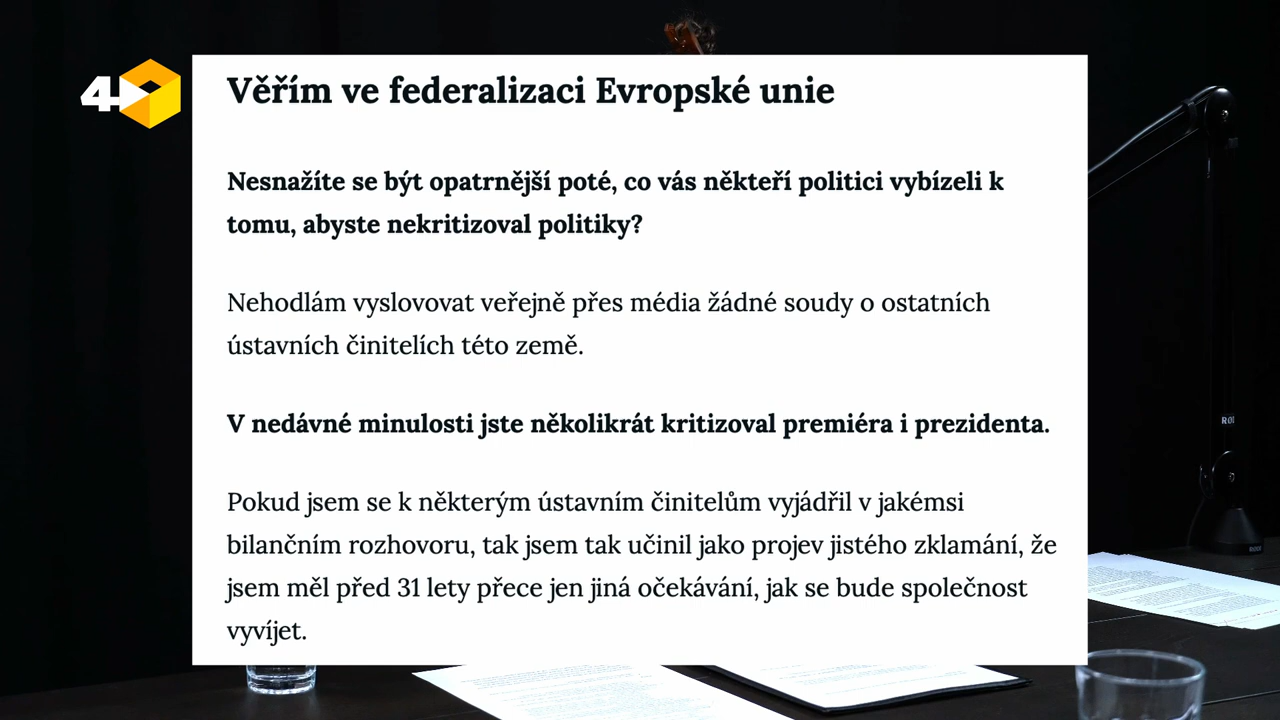 4
Věřím ve federalizaci Evropské unie
Nesnažíte se být opatrnější poté, co vás někteří politici vybízeli k
tomu, abyste nekritizoval politiky?
Nehodlám vyslovovat veřejně přes média žádné soudy o ostatních
ústavních činitelích této země.
V nedávné minulosti jste několikrát kritizoval premiéra i prezidenta.
Pokud jsem se k některým ústavním činitelům vyjádřil v jakémsi
bilančním rozhovoru, tak jsem tak učinil jako projev jistého zklamání, že
jsem měl před 31 lety přece jen jiná očekávání, jak se bude společnost
vyvíjet.